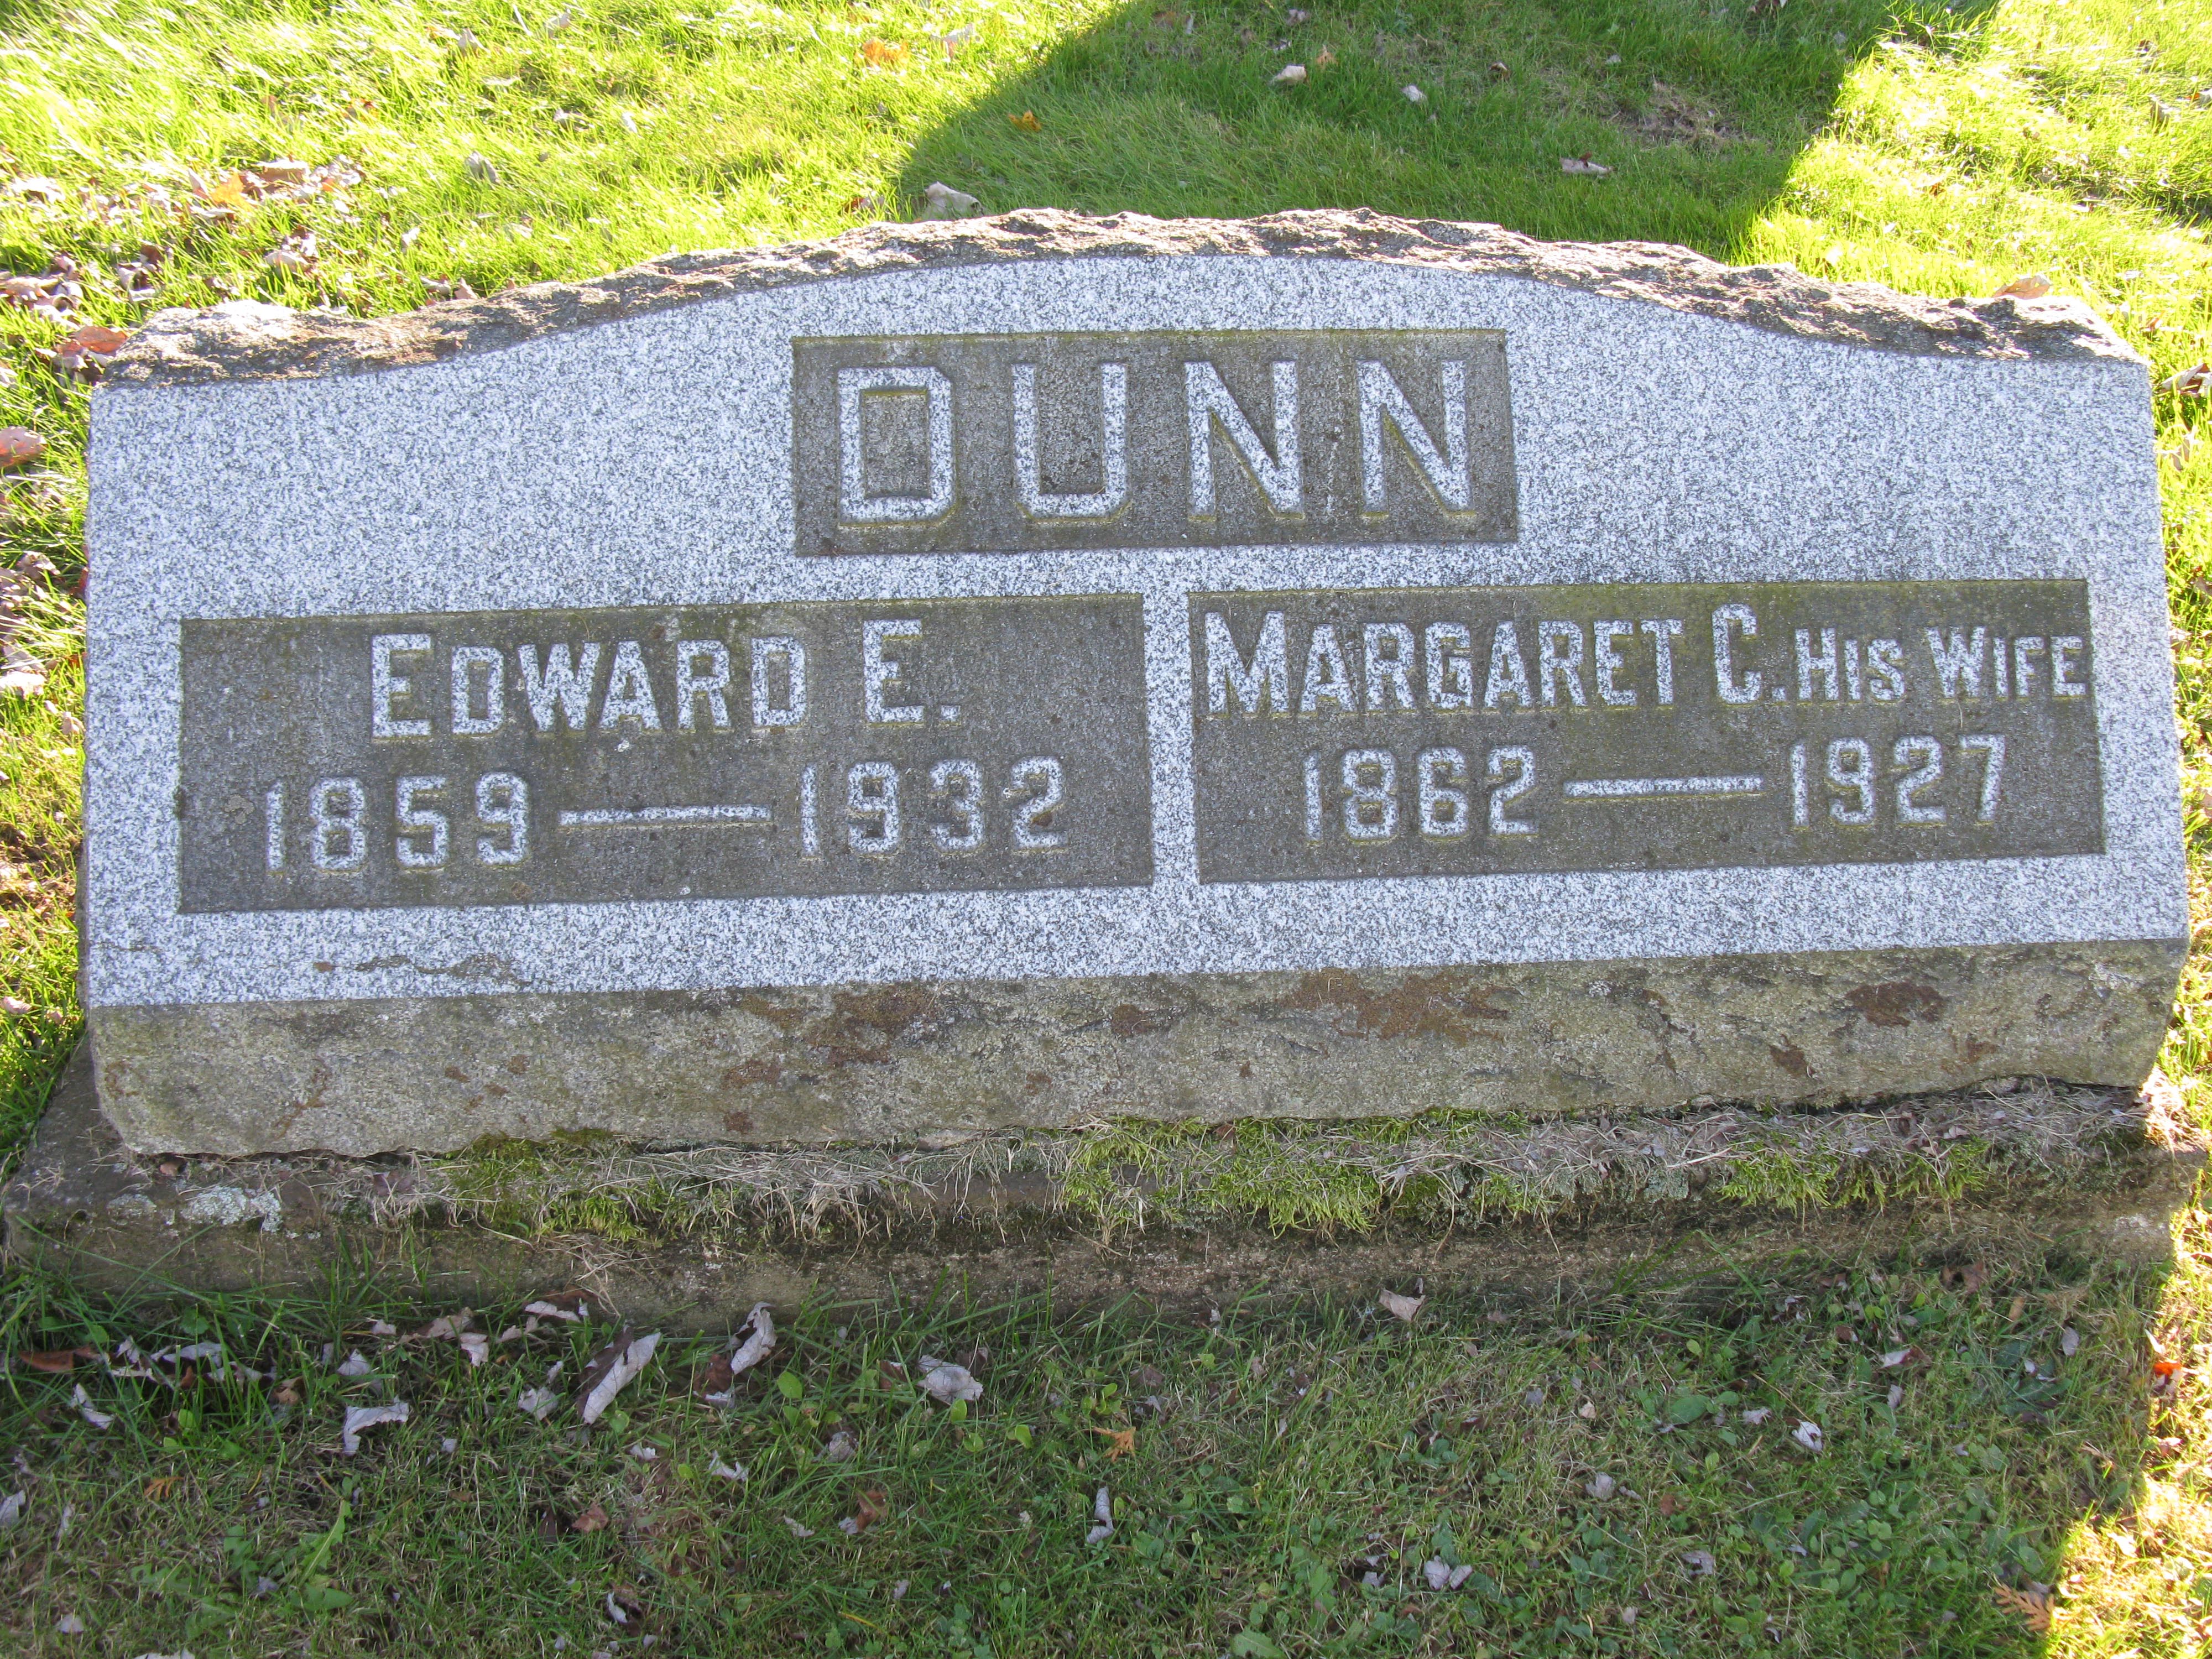 DUNN
EDWARD E.
1859 — 1932
MARGARET C. HIS WIFE
1862 — 1927